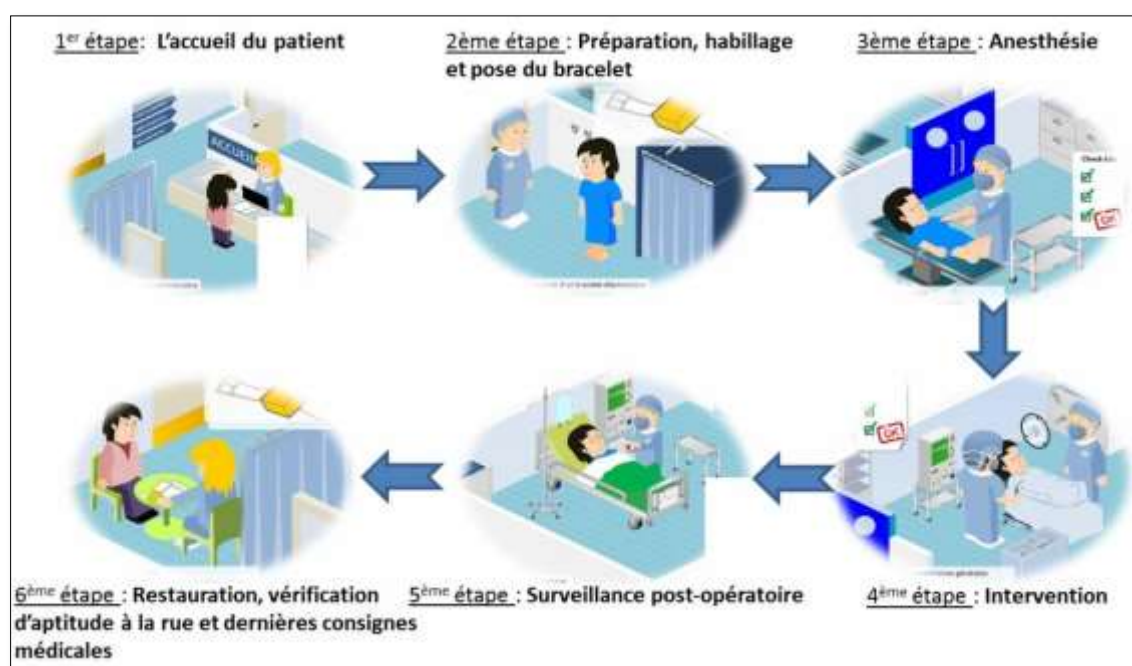 1er étape: L'accueil du patient
2ème étape : Préparation, habillage
et pose du bracelet
3ème étape : Anesthésie
ACCUEIL
Check-Lis
OK
OK
6ème étape : Restauration, vérification
d'aptitude à la rue et dernières consignes
médicales
5ème étape : Surveillance post-opératoire
4ème étape : Intervention